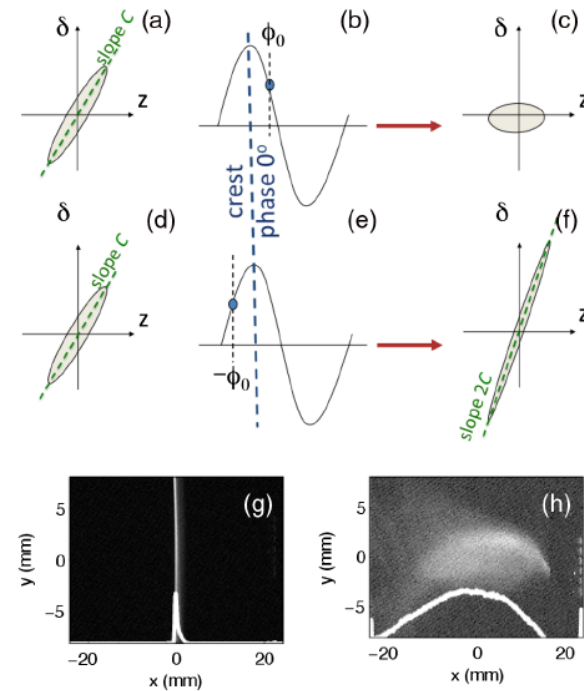 δ (a) (b) ϕ₀ δ (c)
slope C
z z
crest
phase 0º
δ (d) (e) δ (f)
slope C
z z
-ϕ₀
slope 2C
(g) (h)
y (mm) 5 0 -5
y (mm) 5 0 -5
-20 0 20
x (mm)
-20 0 20
x (mm)